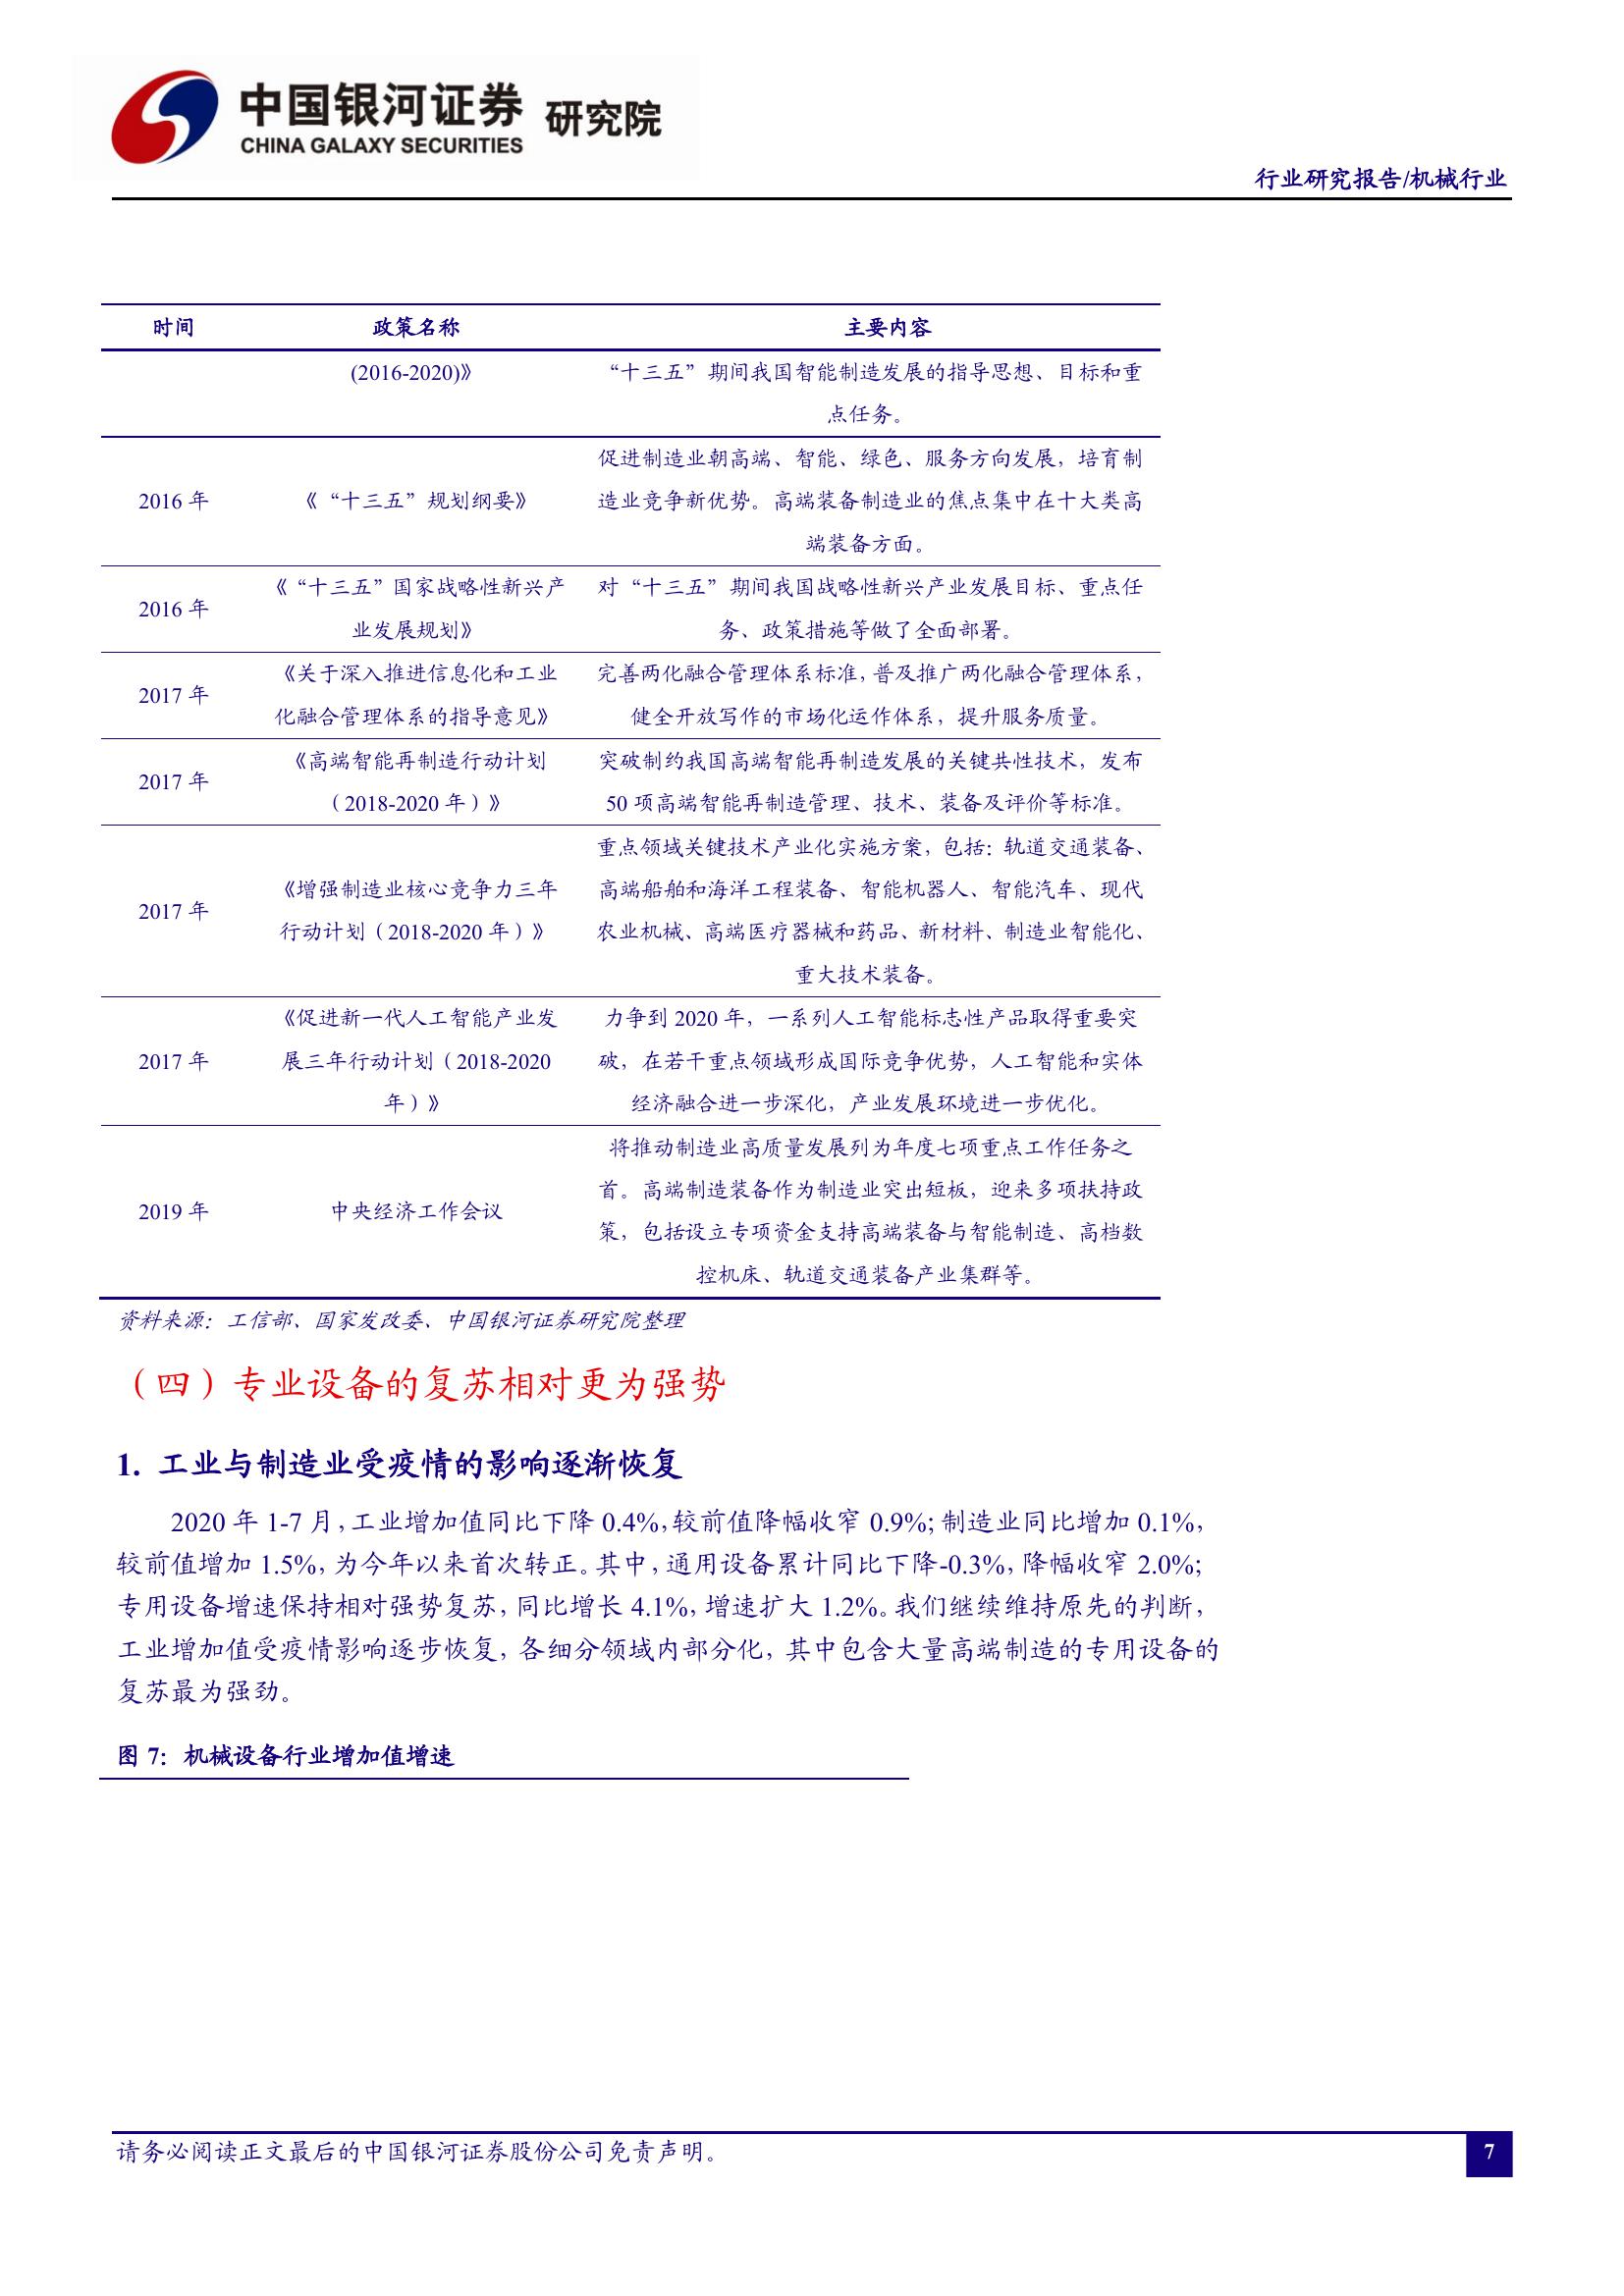 中国银河证券 研究院
CHINA GALAXY SECURITIES
行业研究报告/机械行业
时间 政策名称 主要内容
(2016-2020)》 “十三五”期间我国智能制造发展的指导思想、目标和重
点任务。
促进制造业朝高端、智能、绿色、服务方向发展，培育制
2016 年 《“十三五”规划纲要》 造业竞争新优势。高端装备制造业的焦点集中在十大类高
端装备方面。
2016 年
《“十三五”国家战略性新兴产
业发展规划》
对“十三五”期间我国战略性新兴产业发展目标、重点任
务、政策措施等做了全面部署。
2017 年
《关于深入推进信息化和工业
化融合管理体系的指导意见》
完善两化融合管理体系标准，普及推广两化融合管理体系，
健全开放写作的市场化运作体系，提升服务质量。
2017 年
《高端智能再制造行动计划
（2018-2020 年）》
突破制约我国高端智能再制造发展的关键共性技术，发布
50 项高端智能再制造管理、技术、装备及评价等标准。
2017 年
《增强制造业核心竞争力三年
行动计划（2018-2020 年）》
重点领域关键技术产业化实施方案，包括：轨道交通装备、
高端船舶和海洋工程装备、智能机器人、智能汽车、现代
农业机械、高端医疗器械和药品、新材料、制造业智能化、
重大技术装备。
2017 年
《促进新一代人工智能产业发
展三年行动计划（2018-2020
年）》
力争到 2020 年，一系列人工智能标志性产品取得重要突
破，在若干重点领域形成国际竞争优势，人工智能和实体
经济融合进一步深化，产业发展环境进一步优化。
2019 年
中央经济工作会议
将推动制造业高质量发展列为年度七项重点工作任务之
首。高端制造装备作为制造业突出短板，迎来多项扶持政
策，包括设立专项资金支持高端装备与智能制造、高档数
控机床、轨道交通装备产业集群等。
资料来源：工信部、国家发改委、中国银河证券研究院整理
（四）专业设备的复苏相对更为强势
1. 工业与制造业受疫情的影响逐渐恢复
2020 年 1-7 月，工业增加值同比下降 0.4%，较前值降幅收窄 0.9%；制造业同比增加 0.1%，
较前值增加 1.5%，为今年以来首次转正。其中，通用设备累计同比下降-0.3%，降幅收窄 2.0%；
专用设备增速保持相对强势复苏，同比增长 4.1%，增速扩大 1.2%。我们继续维持原先的判断，
工业增加值受疫情影响逐步恢复，各细分领域内部分化，其中包含大量高端制造的专用设备的
复苏最为强劲。
图 7：机械设备行业增加值增速
请务必阅读正文最后的中国银河证券股份公司免责声明。
7